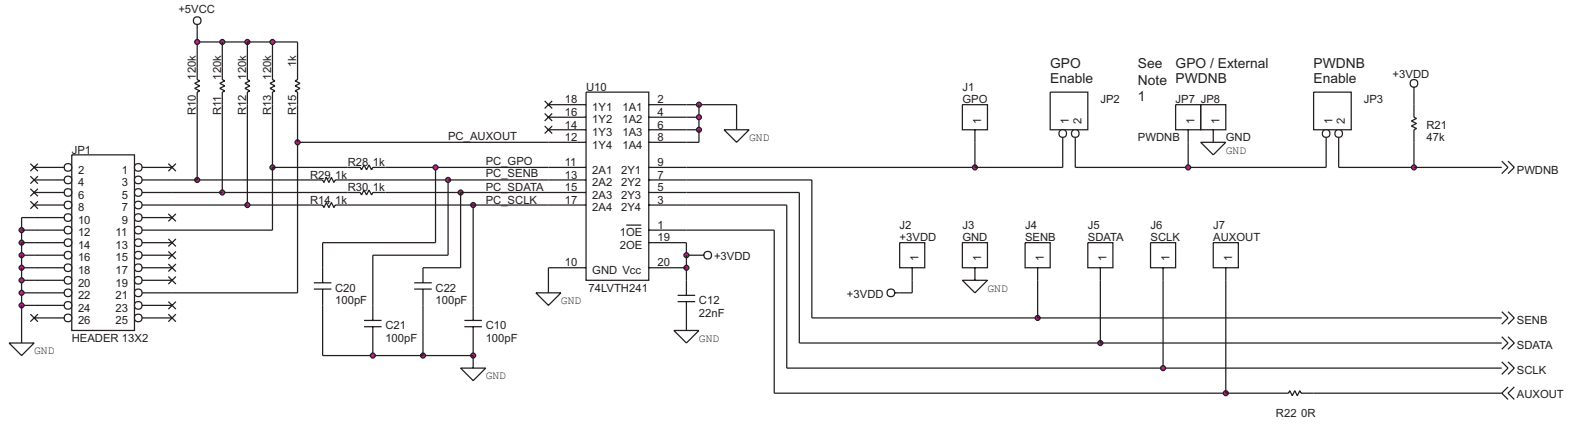 +5VCC
R10 120k
R11 120k
R12 120k
R13 120k
R15 1k
JP1
2 1
4 3
6 5
8 7
10 9
12 11
14 13
16 15
18 17
20 19
22 21
24 23
26 25
HEADER 13X2
GND
R28 1k
R29 1k
R30 1k
R14 1k
PC_AUXOUT
PC_GPO
PC_SENB
PC_SDATA
PC_SCLK
C20
100pF
C21
100pF
C22
100pF
C10
100pF
GND
U10
18 1Y1 1A1 2
16 1Y2 1A2 4
14 1Y3 1A3 6
12 1Y4 1A4 8
11 2A1 2Y1 9
13 2A2 2Y2 7
15 2A3 2Y3 5
17 2A4 2Y4 3
1OE 1
2OE 19
10 GND Vcc 20
74LVTH241
GND
GND
+3VDD
C12
22nF
GND
J1
GPO
1
GPO
Enable
JP2
1 2
See
Note
1
GPO / External
PWDNB
JP7 JP8
1 1
PWDNB
GND
GND
PWDNB
Enable
JP3
1 2
+3VDD
R21
47k
PWDNB
J2
+3VDD
1
+3VDD
J3
GND
1
GND
J4
SENB
1
J5
SDATA
1
J6
SCLK
1
J7
AUXOUT
1
SENB
SDATA
SCLK
AUXOUT
R22 0R